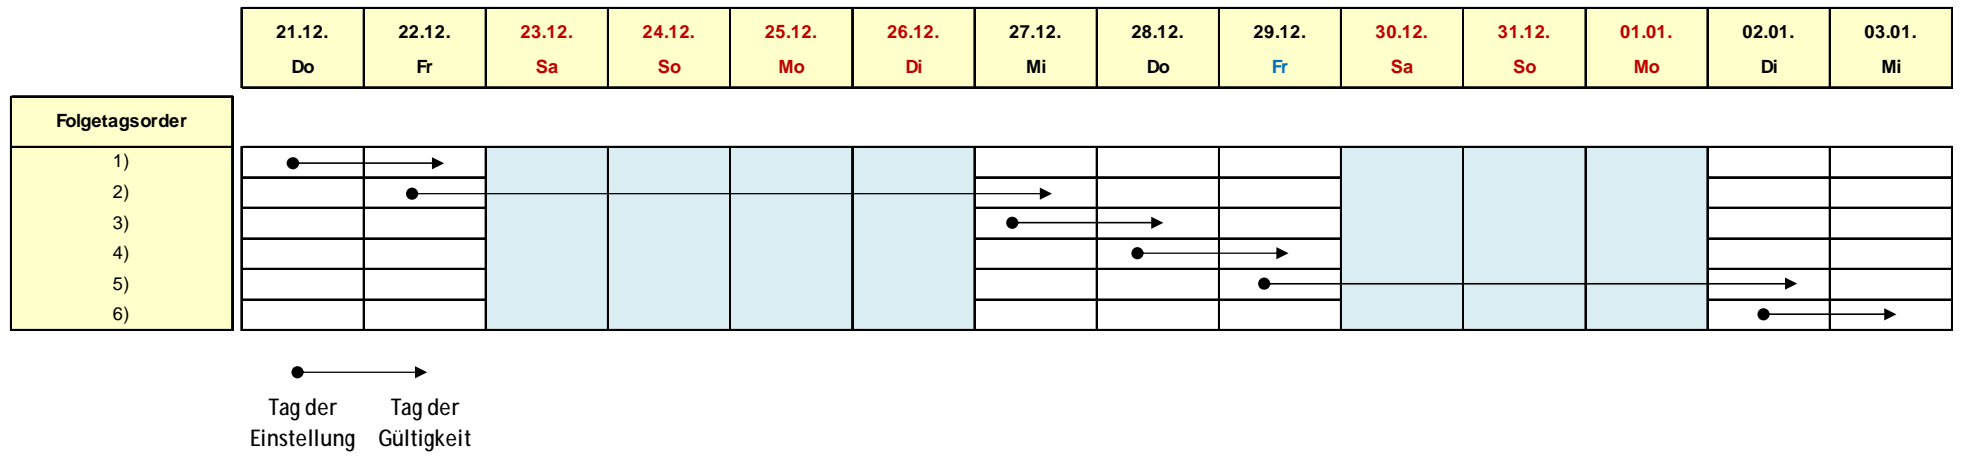 21.12. 22.12. 23.12. 24.12. 25.12. 26.12. 27.12. 28.12. 29.12. 30.12. 31.12. 01.01. 02.01. 03.01.
Do Fr Sa So Mo Di Mi Do Fr Sa So Mo Di Mi
Folgetagsorder
1)
2)
3)
4)
5)
6)
Tag der Tag der
Einstellung Gültigkeit